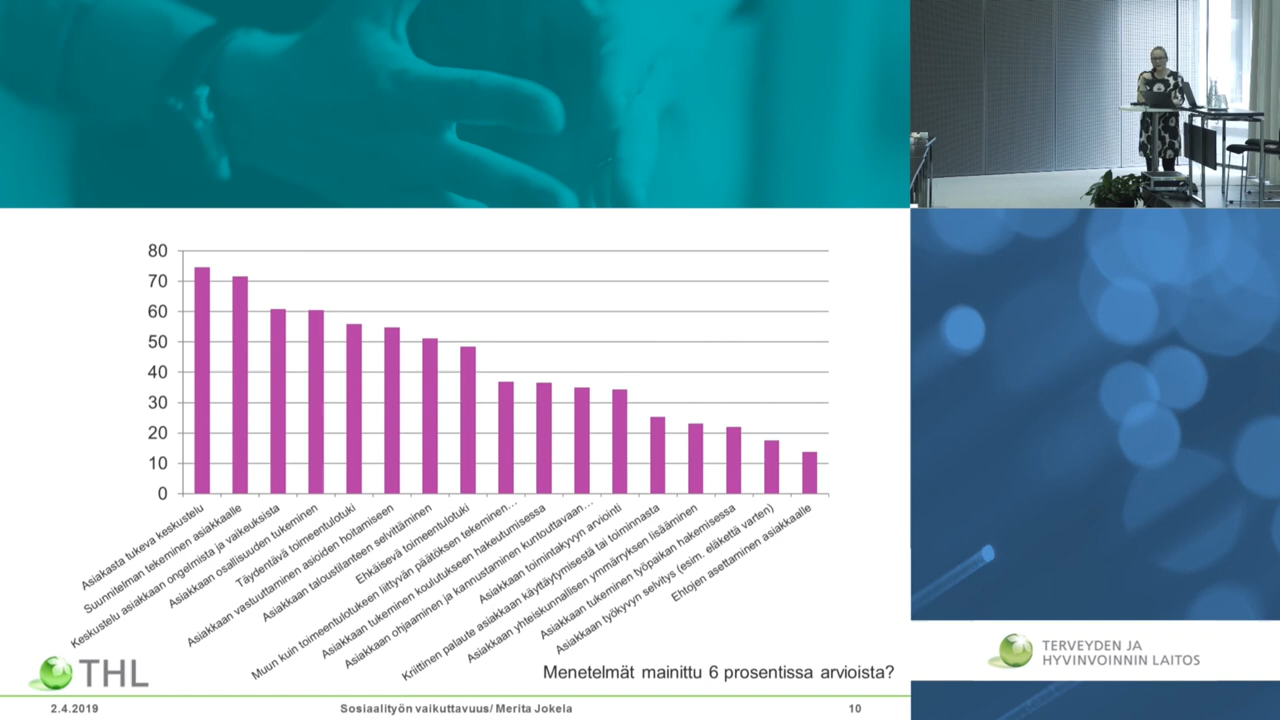 80
70
60
50
40
30
20
10
0
Asiakasta tukeva keskustelu
Suunnitelman tekeminen asiakkaalle
Keskustelu asiakkaan ongelmista ja vaikeuksista
Asiakkaan osallisuuden tukeminen
Täydentävä toimeentulotuki
Asiakkaan vastuuttaminen asioiden hoitamiseen
Asiakkaan taloustilanteen selvittäminen
Ehkäisevä toimeentulotuki
Muun kuin toimeentulotukeen liittyvän päätöksen tekeminen...
Asiakkaan tukeminen koulutukseen hakeutumisessa
Asiakkaan ohjaaminen ja kannustaminen kuntouttavaan...
Asiakkaan toimintakyvyn arviointi
Kriittinen palaute asiakkaan käyttäytymisestä tai toiminnasta
Asiakkaan yhteiskunnallisen ymmärryksen lisääminen
Asiakkaan tukeminen työpaikan hakemisessa
Asiakkaan työkyvyn selvitys (esim. eläkettä varten)
Ehtojen asettaminen asiakkaalle
Menetelmät mainittu 6 prosentissa arvioista?
THL
2.4.2019
Sosiaalityön vaikuttavuus/ Merita Jokela
10
TERVEYDEN JA
HYVINVOINNIN LAITOS